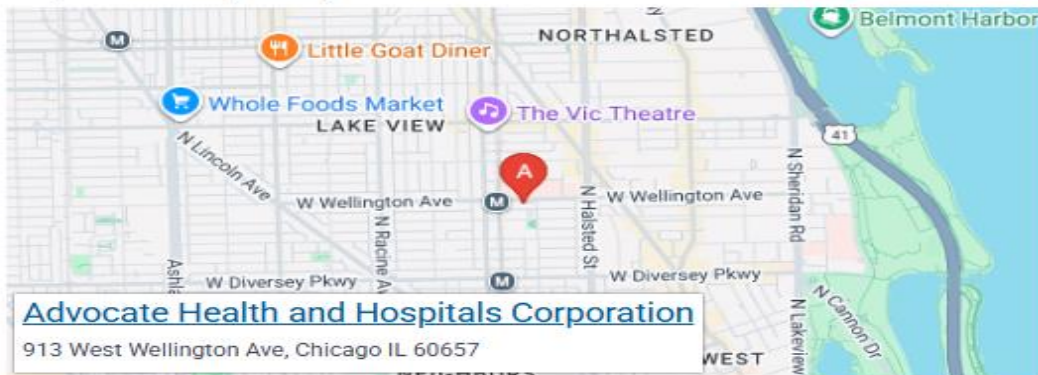 Belmont Harbor
NORTHALSTED
M
Little Goat Diner
Whole Foods Market
The Vic Theatre
LAKE VIEW
41
N Lincoln Ave
A
N Sheridan Rd
W Wellington Ave
M
N Halsted St
W Wellington Ave
N Racine Av
Ashla
W Diversey Pkwy
M
W Diversey Pkwy
N Cannon Dr
N Lakeview
Advocate Health and Hospitals Corporation
913 West Wellington Ave, Chicago IL 60657
WEST